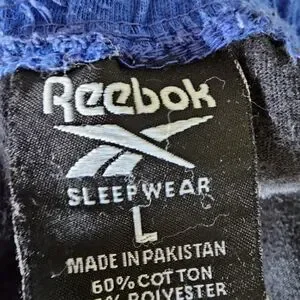 Reebok
SLEEPWEAR
L
MADE IN PAKISTAN
60% COTTON
% POLYESTER